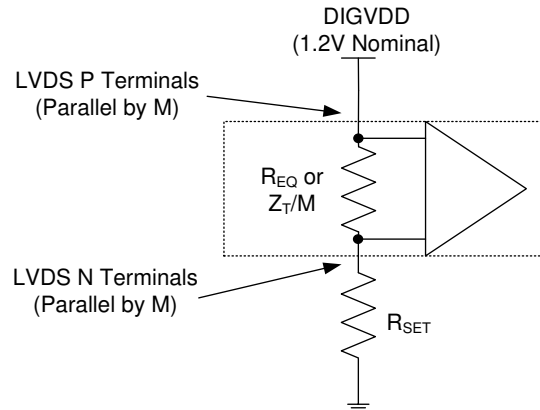 DIGVDD
(1.2V Nominal)
LVDS P Terminals
(Parallel by M)
R_EQ or
Z_T/M
LVDS N Terminals
(Parallel by M)
R_SET